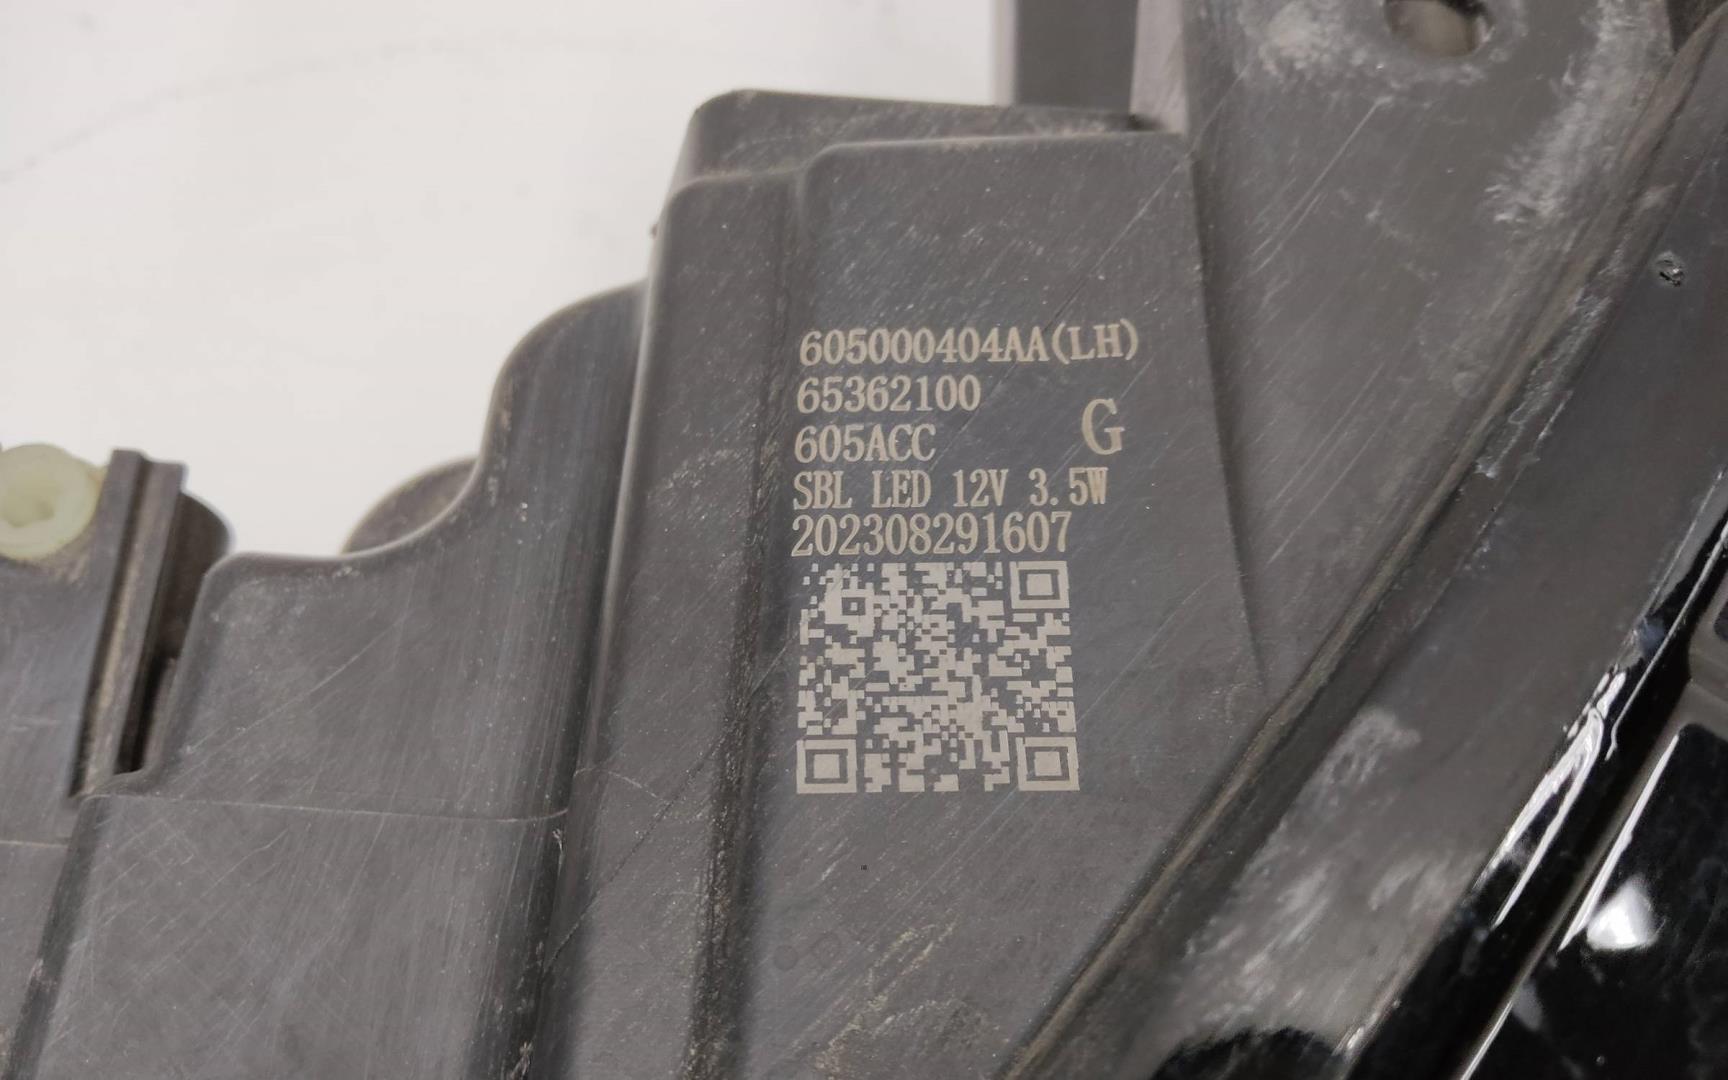 605000404AA(LH)
65362100
605ACC
G
SBL LED 12V 3.5W
202308291607